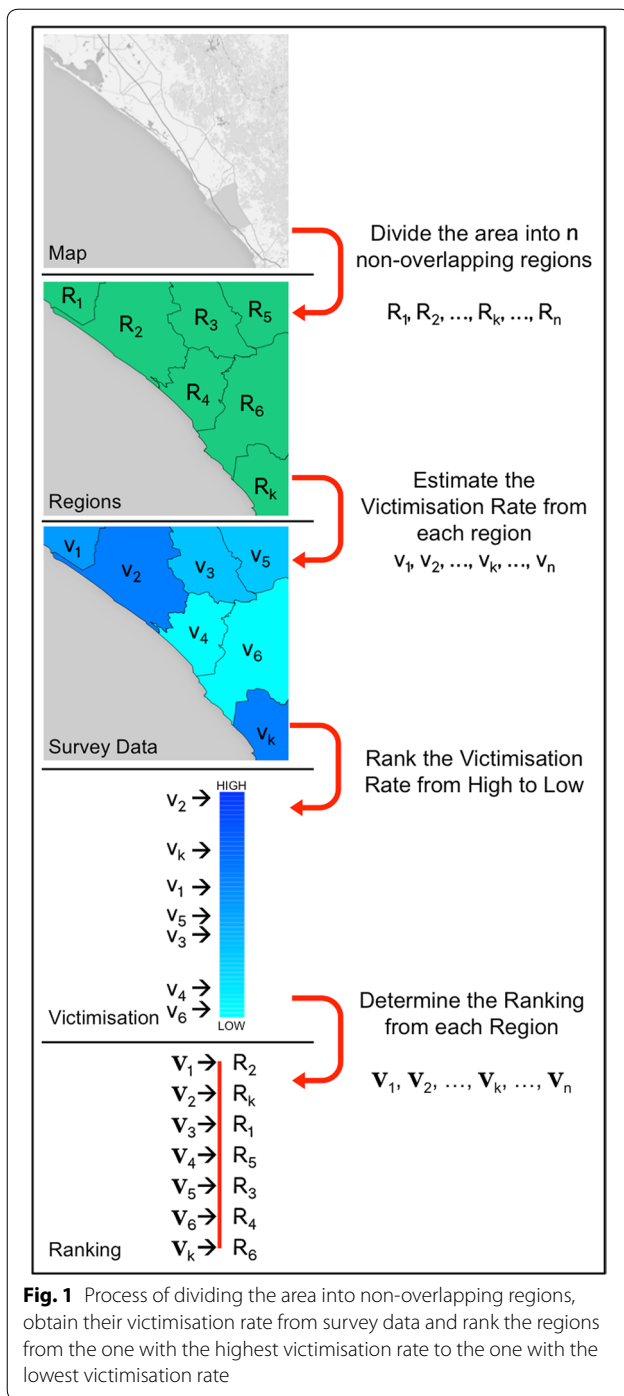 Map
Divide the area into n
non-overlapping regions
R₁, R₂, ..., Rₖ, ..., Rₙ
R₁
R₂
R₃
R₅
R₄
R₆
Rₖ
Regions
Estimate the
Victimisation Rate from
each region
v₁, v₂, ..., vₖ, ..., vₙ
v₁
v₂
v₃
v₅
v₄
v₆
vₖ
Survey Data
Rank the Victimisation
Rate from High to Low
HIGH
v₂ →
vₖ →
v₁ →
v₅ →
v₃ →
v₄ →
v₆ →
LOW
Victimisation
Determine the Ranking
from each Region
V₁, V₂, ..., Vₖ, ..., Vₙ
V₁→ R₂
V₂→ Rₖ
V₃→ R₁
V₄→ R₅
V₅→ R₃
V₆→ R₄
Vₖ→ R₆
Ranking
Fig. 1 Process of dividing the area into non-overlapping regions,
obtain their victimisation rate from survey data and rank the regions
from the one with the highest victimisation rate to the one with the
lowest victimisation rate